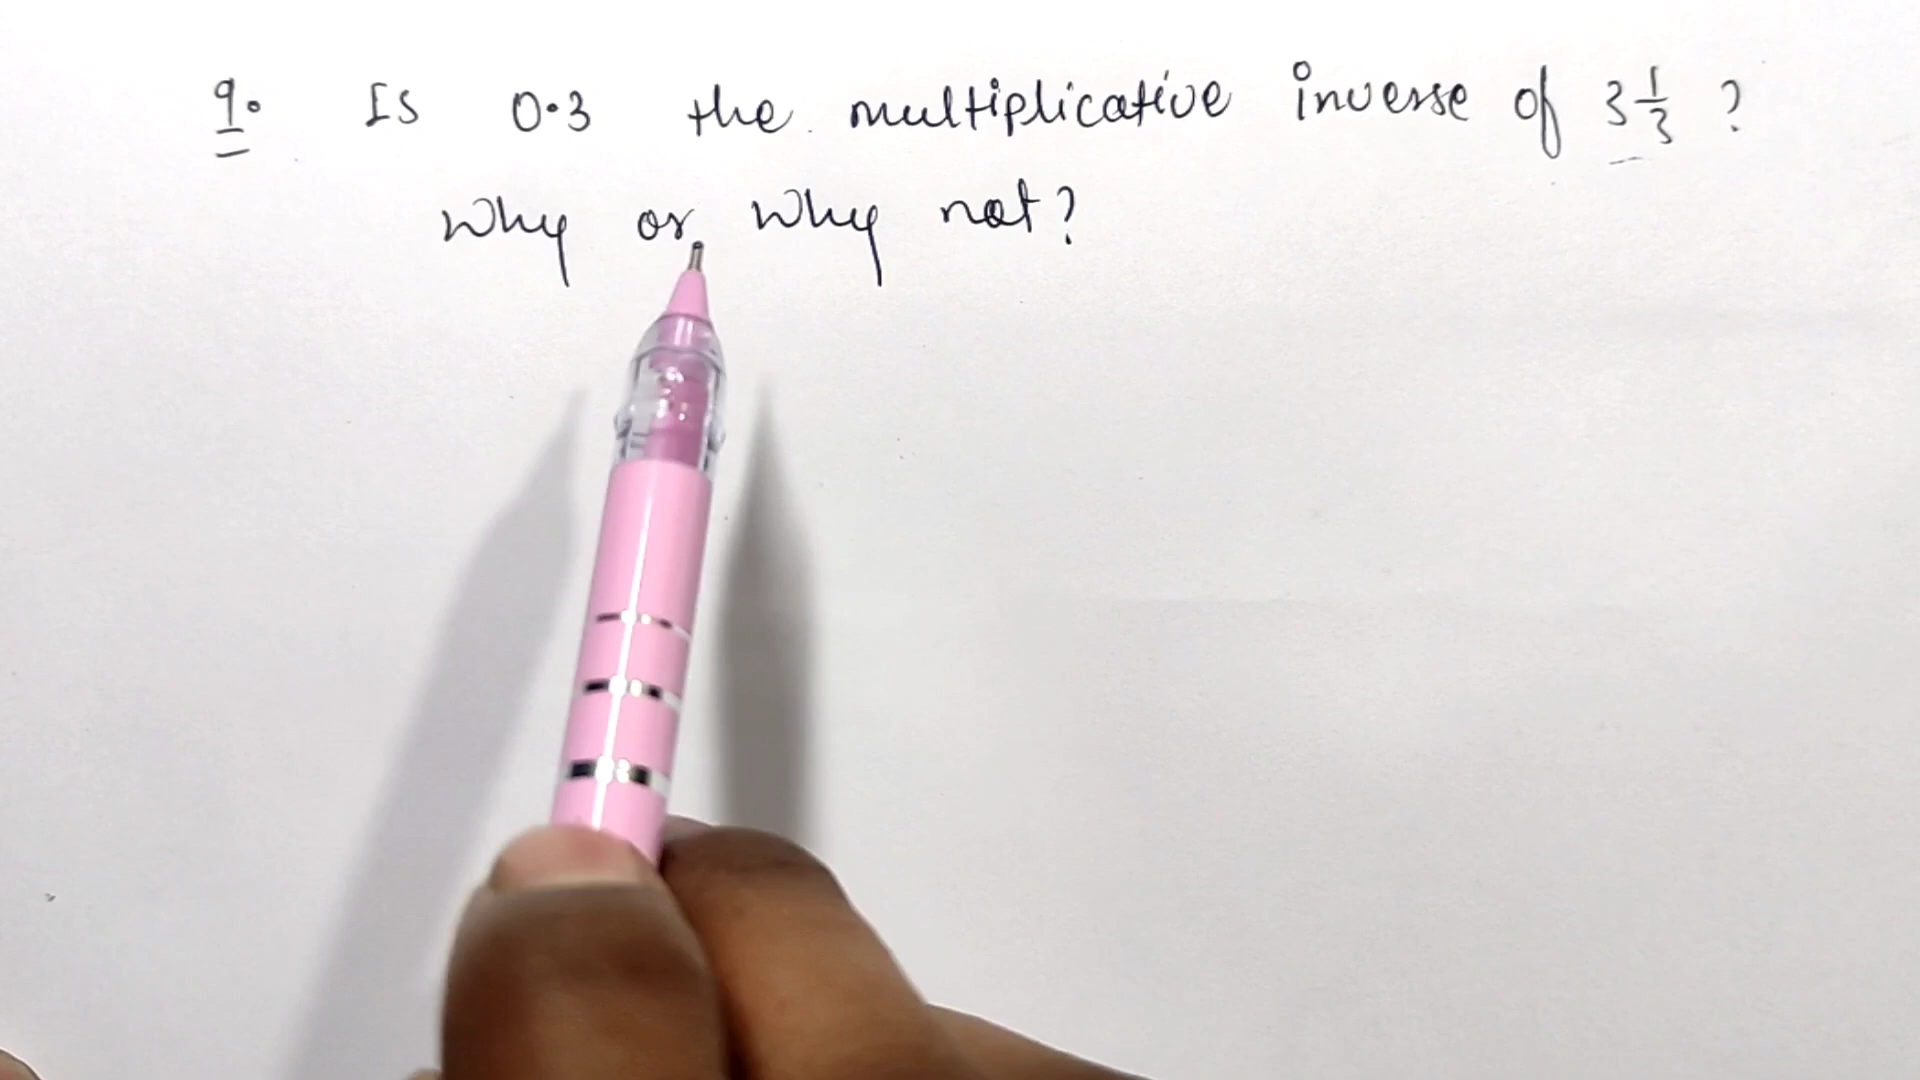 9. Is 0.3 the multiplicative inverse of 3 1/3 ?
Why or Why not?